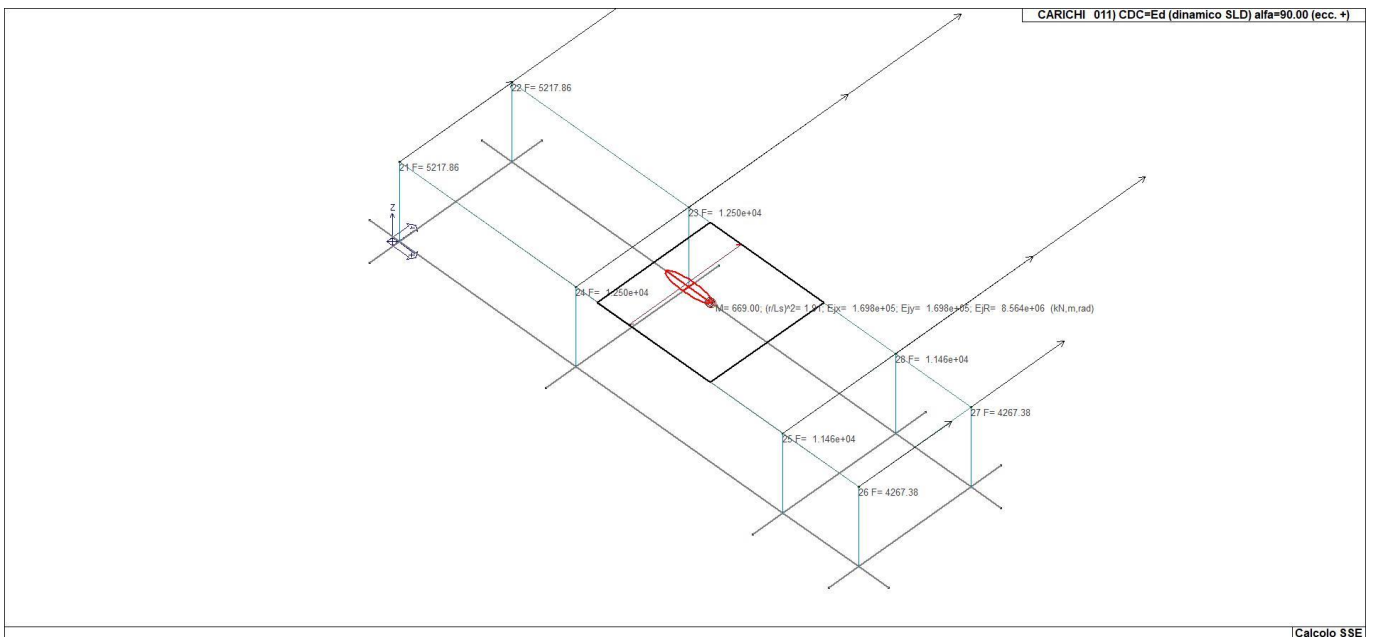 CARICHI 011) CDC=Ed (dinamico SLD) alfa=90.00 (ecc. +)
22 F= 5217.86
21 F= 5217.86
Z
23 F= 1.250e+04
24 F= 1.250e+04
M= 669.00; (r/Ls)^2= 1.91; Ejx= 1.698e+05; Ejy= 1.698e+05; EjR= 8.564e+06 (kN,m,rad)
28 F= 1.146e+04
27 F= 4267.38
25 F= 1.146e+04
26 F= 4267.38
Calcolo SSE